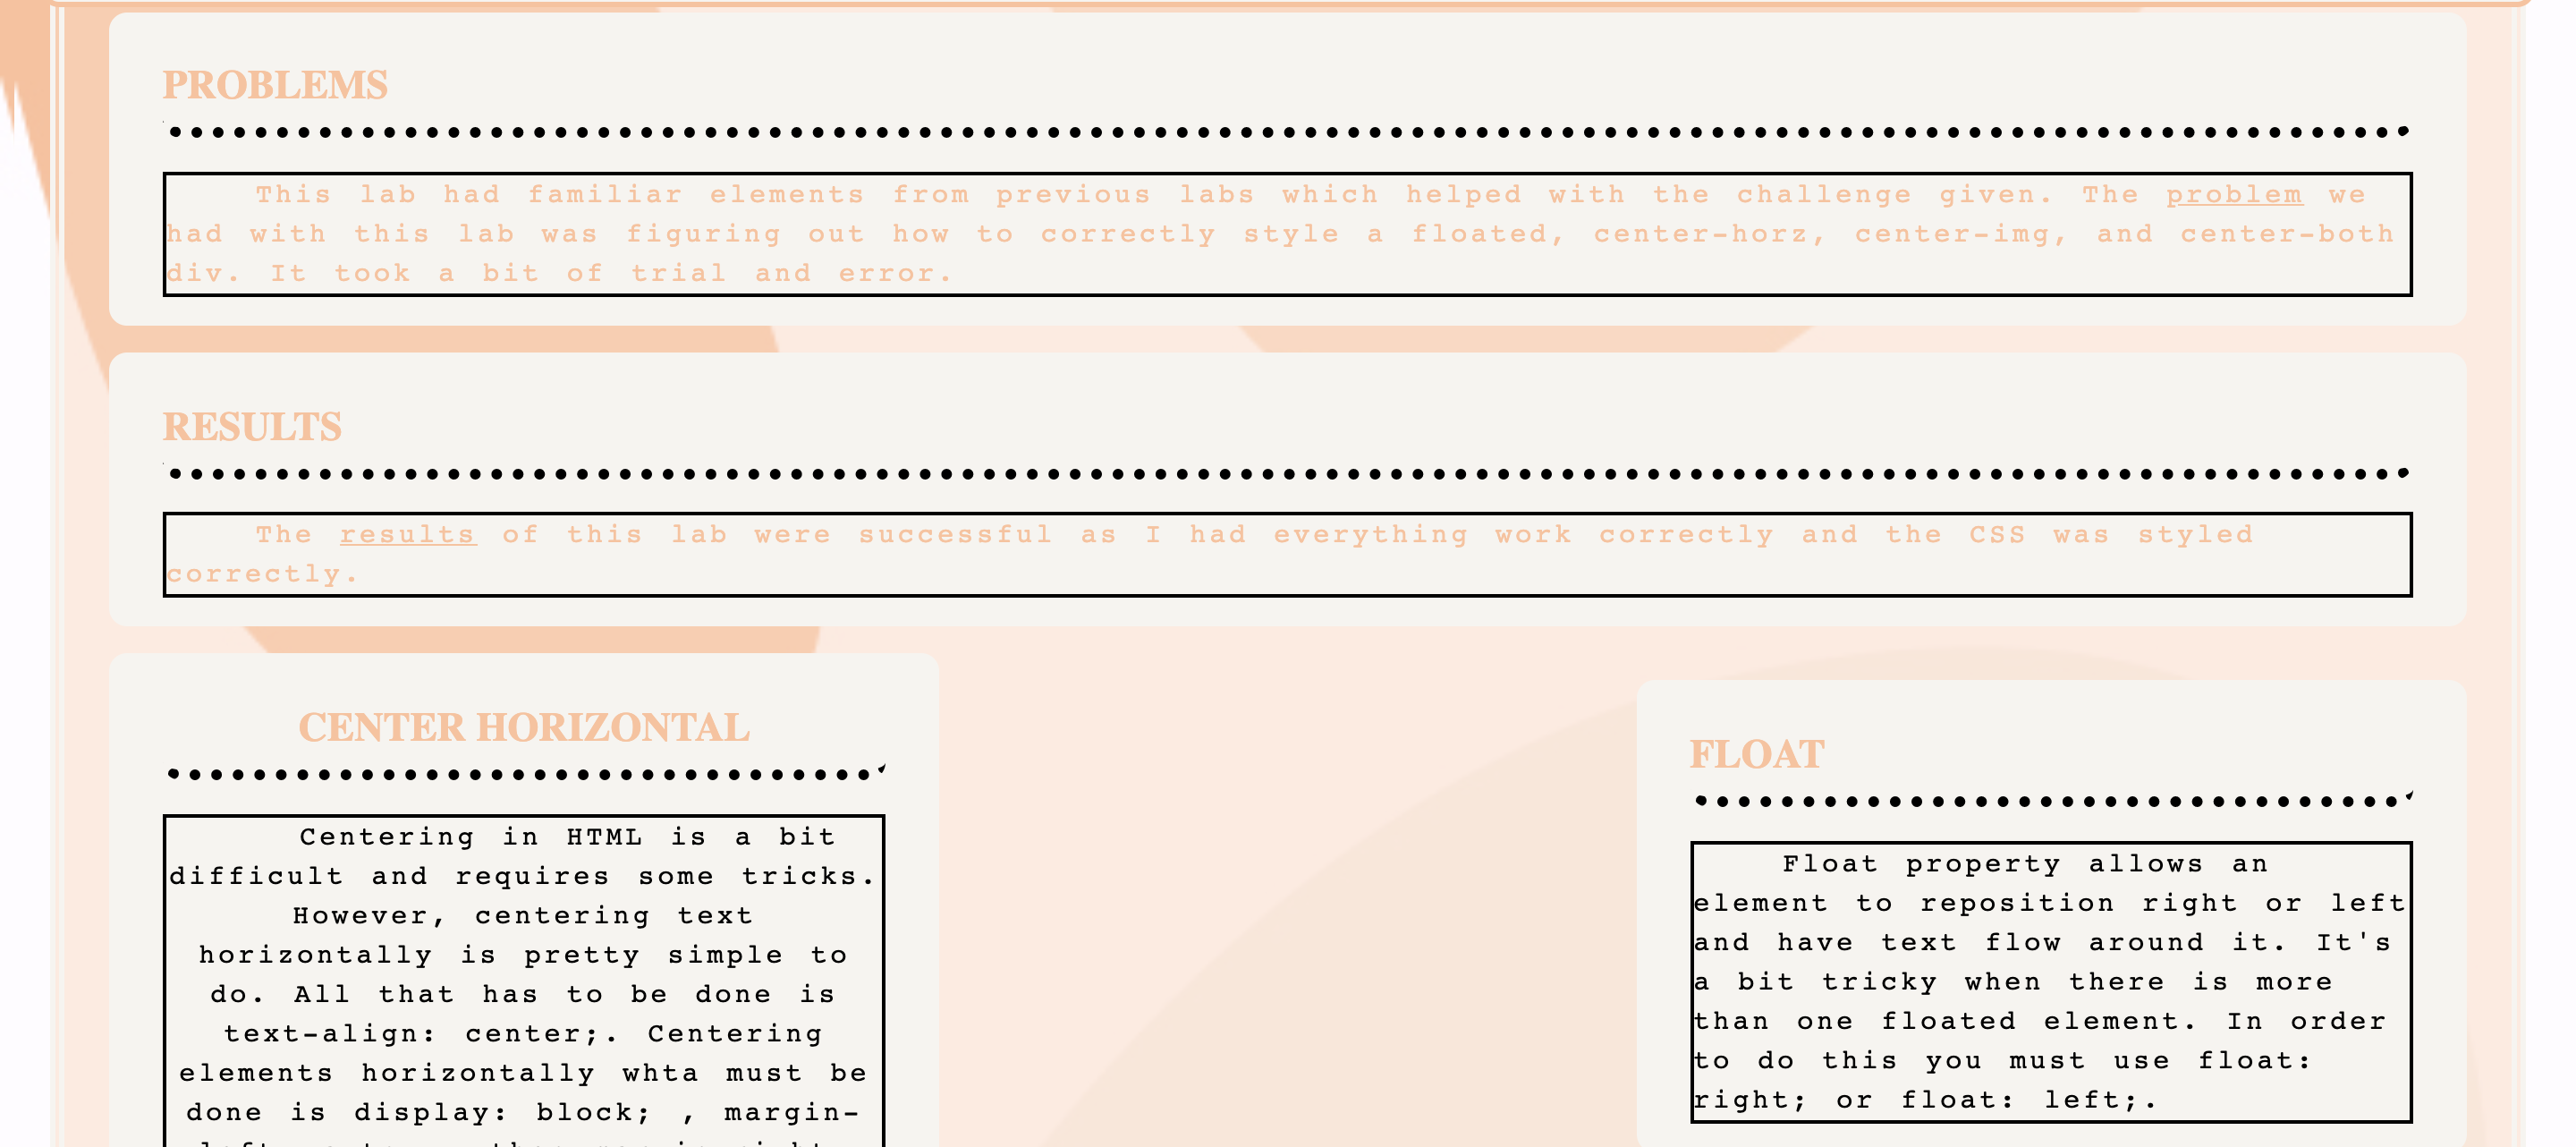 PROBLEMS
This lab had familiar elements from previous labs which helped with the challenge given. The problem we
had with this lab was figuring out how to correctly style a floated, center-horz, center-img, and center-both
div. It took a bit of trial and error.
RESULTS
The results of this lab were successful as I had everything work correctly and the CSS was styled
correctly.
CENTER HORIZONTAL
Centering in HTML is a bit
difficult and requires some tricks.
However, centering text
horizontally is pretty simple to
do. All that has to be done is
text-align: center;. Centering
elements horizontally whta must be
done is display: block; , margin-
FLOAT
Float property allows an
element to reposition right or left
and have text flow around it. It's
a bit tricky when there is more
than one floated element. In order
to do this you must use float:
right; or float: left;.